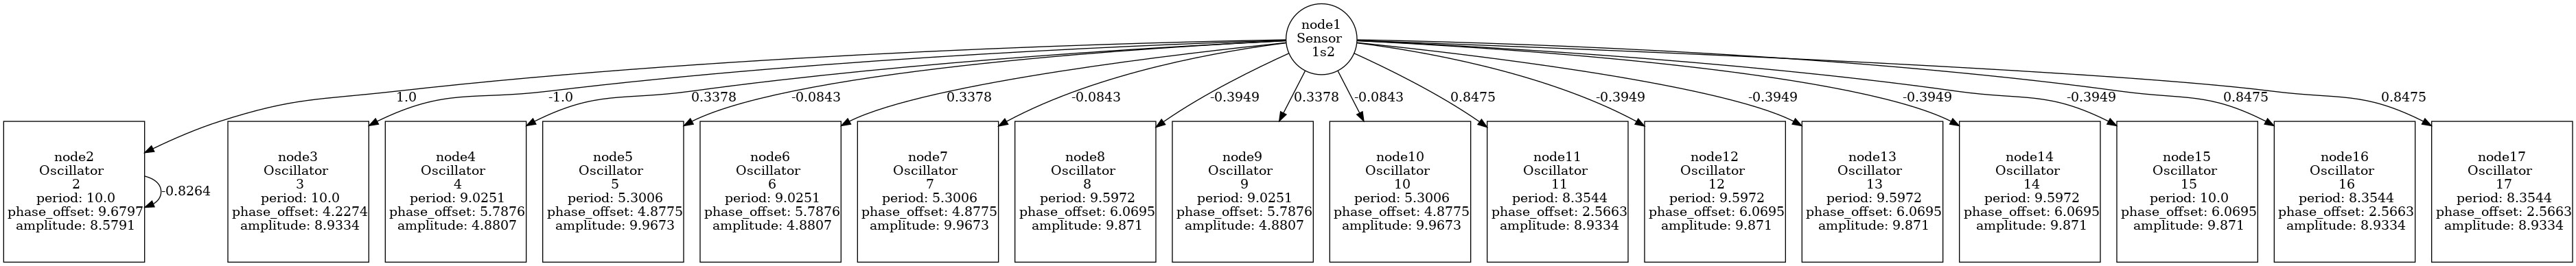 node1
Sensor
1s2
1.0
-1.0
0.3378
-0.0843
0.3378
-0.0843
-0.3949
0.3378
-0.0843
0.8475
-0.3949
-0.3949
-0.3949
-0.3949
0.8475
0.8475
node2
Oscillator
2
period: 10.0
phase_offset: 9.6797
amplitude: 8.5791
-0.8264
node3
Oscillator
3
period: 10.0
phase_offset: 4.2274
amplitude: 8.9334
node4
Oscillator
4
period: 9.0251
phase_offset: 5.7876
amplitude: 4.8807
node5
Oscillator
5
period: 5.3006
phase_offset: 4.8775
amplitude: 9.9673
node6
Oscillator
6
period: 9.0251
phase_offset: 5.7876
amplitude: 4.8807
node7
Oscillator
7
period: 5.3006
phase_offset: 4.8775
amplitude: 9.9673
node8
Oscillator
8
period: 9.5972
phase_offset: 6.0695
amplitude: 9.871
node9
Oscillator
9
period: 9.0251
phase_offset: 5.7876
amplitude: 4.8807
node10
Oscillator
10
period: 5.3006
phase_offset: 4.8775
amplitude: 9.9673
node11
Oscillator
11
period: 8.3544
phase_offset: 2.5663
amplitude: 8.9334
node12
Oscillator
12
period: 9.5972
phase_offset: 6.0695
amplitude: 9.871
node13
Oscillator
13
period: 9.5972
phase_offset: 6.0695
amplitude: 9.871
node14
Oscillator
14
period: 9.5972
phase_offset: 6.0695
amplitude: 9.871
node15
Oscillator
15
period: 10.0
phase_offset: 6.0695
amplitude: 9.871
node16
Oscillator
16
period: 8.3544
phase_offset: 2.5663
amplitude: 8.9334
node17
Oscillator
17
period: 8.3544
phase_offset: 2.5663
amplitude: 8.9334